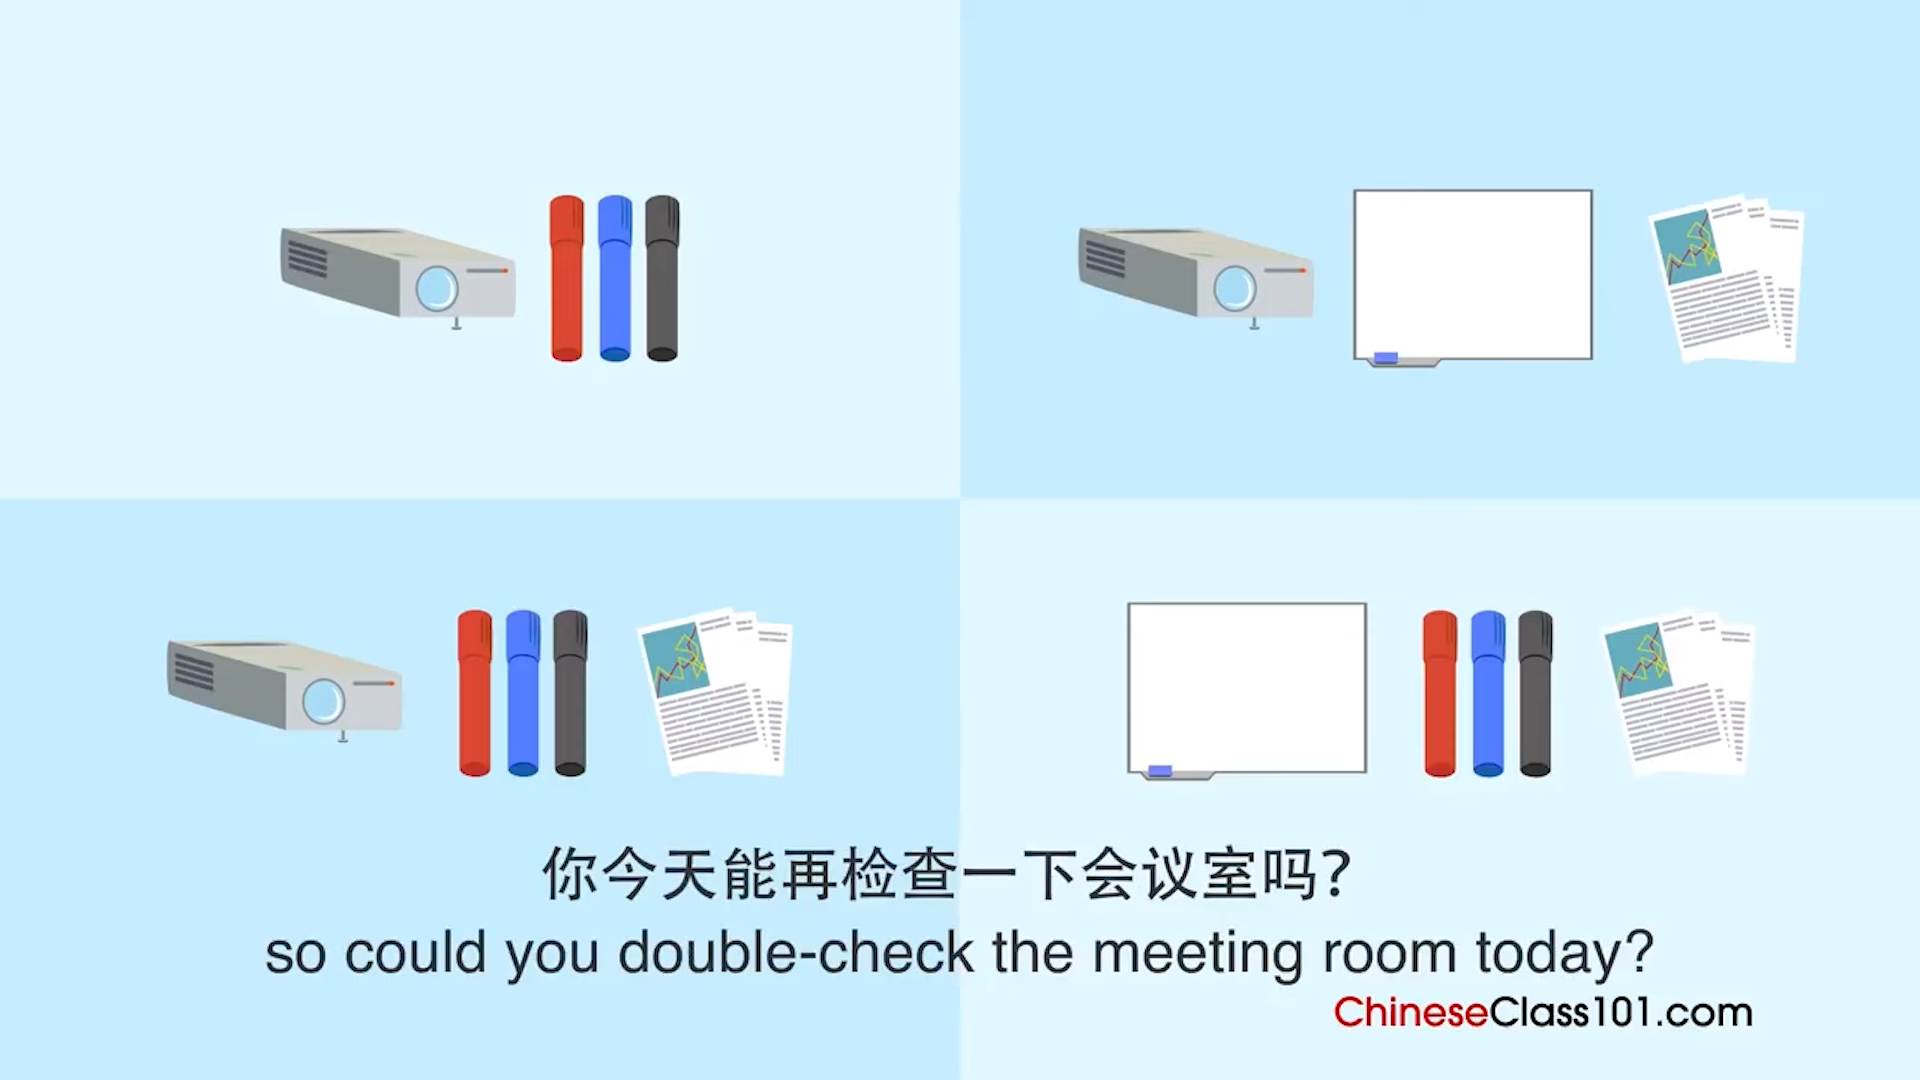 你今天能再检查一下会议室吗?
so could you double-check the meeting room today?
ChineseClass101.com